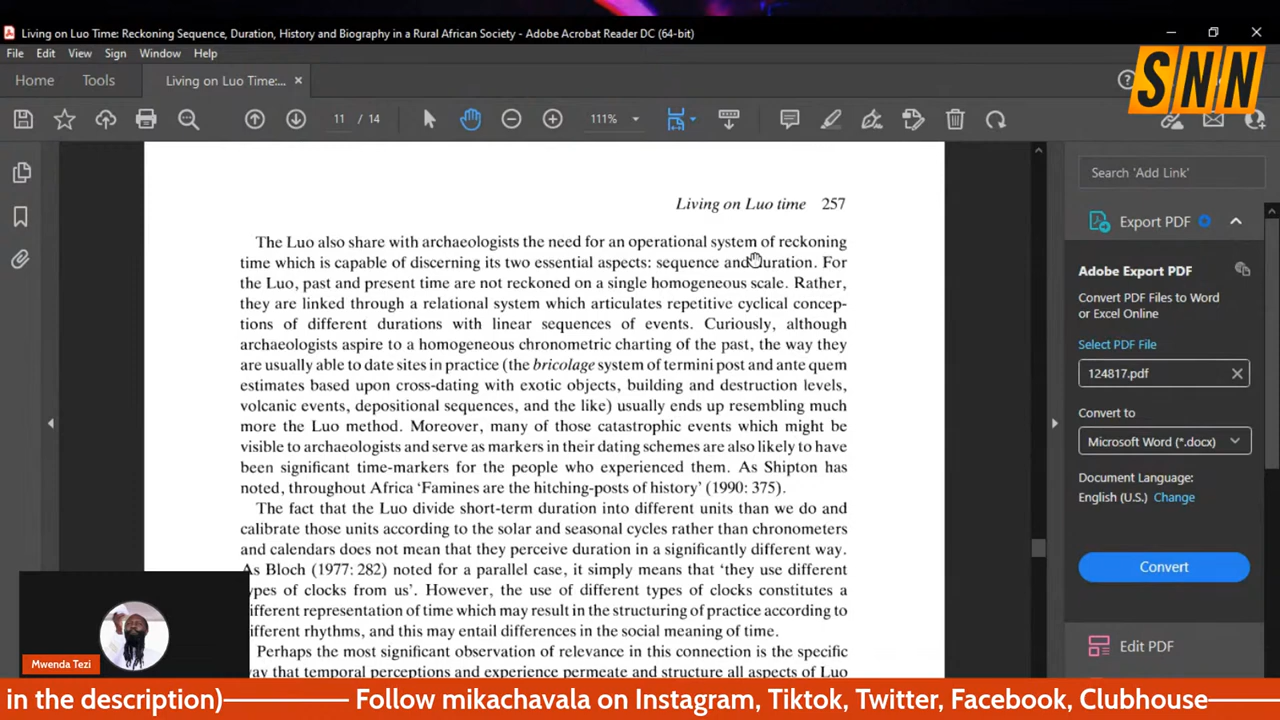 Living on Luo Time: Reckoning Sequence, Duration, History and Biography in a Rural African Society - Adobe Acrobat Reader DC (64-bit)
File Edit View Sign Window Help
Home Tools Living on Luo Time:...
SNN
11 / 14 111%
Search 'Add Link'
Export PDF
Adobe Export PDF
Convert PDF Files to Word
or Excel Online
Select PDF File
124817.pdf
Convert to
Microsoft Word (*.docx)
Document Language:
English (U.S.) Change
Convert
Edit PDF
Living on Luo time 257
The Luo also share with archaeologists the need for an operational system of reckoning
time which is capable of discerning its two essential aspects: sequence and duration. For
the Luo, past and present time are not reckoned on a single homogeneous scale. Rather,
they are linked through a relational system which articulates repetitive cyclical concep-
tions of different durations with linear sequences of events. Curiously, although
archaeologists aspire to a homogeneous chronometric charting of the past, the way they
are usually able to date sites in practice (the bricolage system of termini post and ante quem
estimates based upon cross-dating with exotic objects, building and destruction levels,
volcanic events, depositional sequences, and the like) usually ends up resembling much
more the Luo method. Moreover, many of those catastrophic events which might be
visible to archaeologists and serve as markers in their dating schemes are also likely to have
been significant time-markers for the people who experienced them. As Shipton has
noted, throughout Africa 'Famines are the hitching-posts of history' (1990: 375).
The fact that the Luo divide short-term duration into different units than we do and
calibrate those units according to the solar and seasonal cycles rather than chronometers
and calendars does not mean that they perceive duration in a significantly different way.
As Bloch (1977: 282) noted for a parallel case, it simply means that 'they use different
ypes of clocks from us'. However, the use of different types of clocks constitutes a
ifferent representation of time which may result in the structuring of practice according to
ifferent rhythms, and this may entail differences in the social meaning of time.
Perhaps the most significant observation of relevance in this connection is the specific
way that temporal perceptions and experience permeate and structure all aspects of Luo
Mwenda Tezi
in the description)——— Follow mikachavala on Instagram, Tiktok, Twitter, Facebook, Clubhouse———